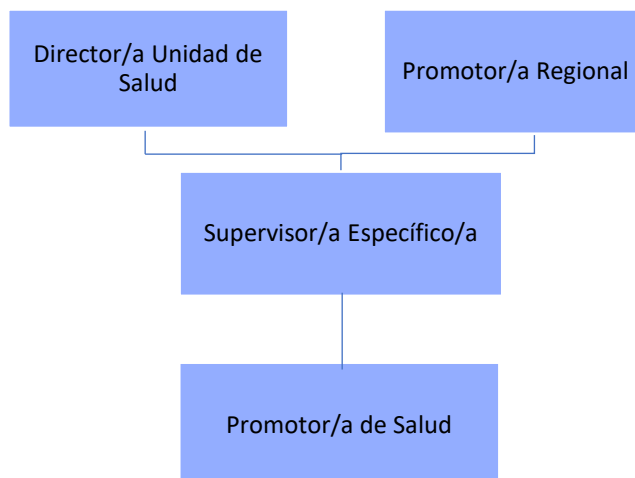 Director/a Unidad de
Salud
Promotor/a Regional
Supervisor/a Específico/a
Promotor/a de Salud